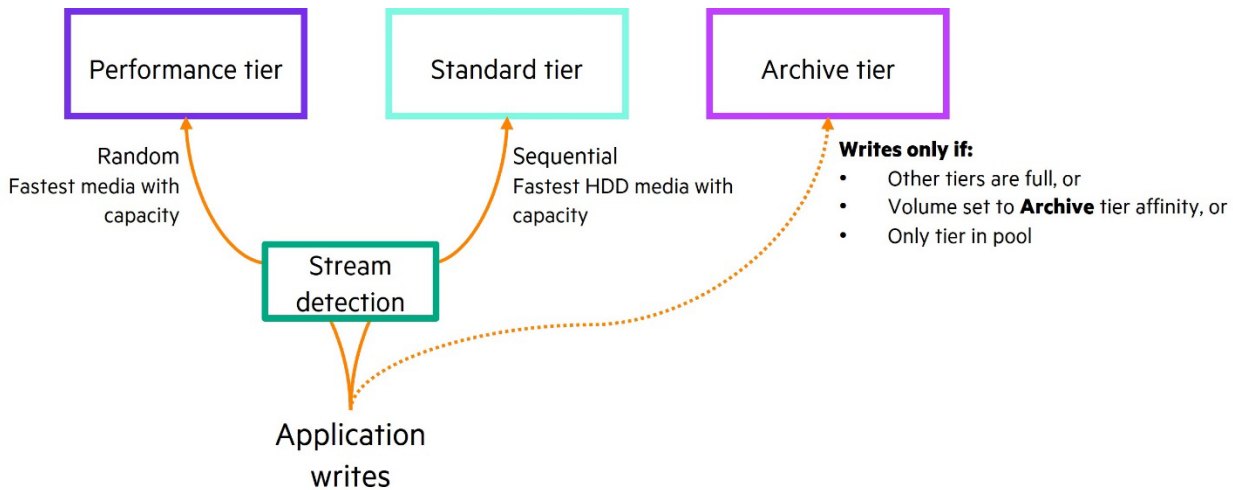 Performance tier
Standard tier
Archive tier
Random
Fastest media with
capacity
Sequential
Fastest HDD media with
capacity
Writes only if:
• Other tiers are full, or
• Volume set to Archive tier affinity, or
• Only tier in pool
Stream
detection
Application
writes